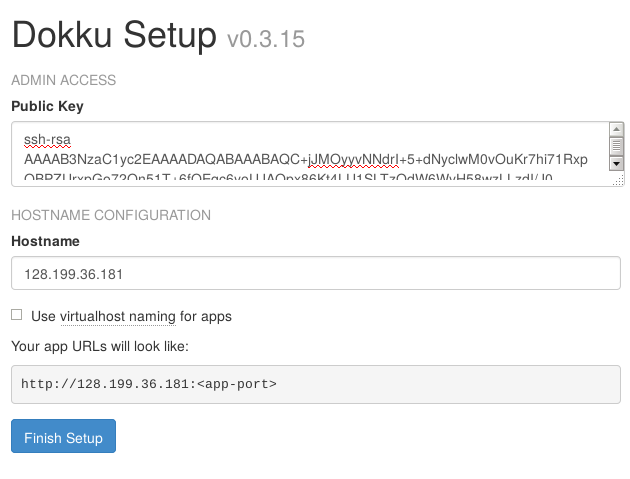 Dokku Setup v0.3.15
ADMIN ACCESS
Public Key
ssh-rsa
AAAAB3NzaC1yc2EAAAADAQABAAABAQC+jJMOyyvNNdrI+5+dNyclwM0vOuKr7hi71Rxp
HOSTNAME CONFIGURATION
Hostname
128.199.36.181
Use virtualhost naming for apps
Your app URLs will look like:
http://128.199.36.181:<app-port>
Finish Setup